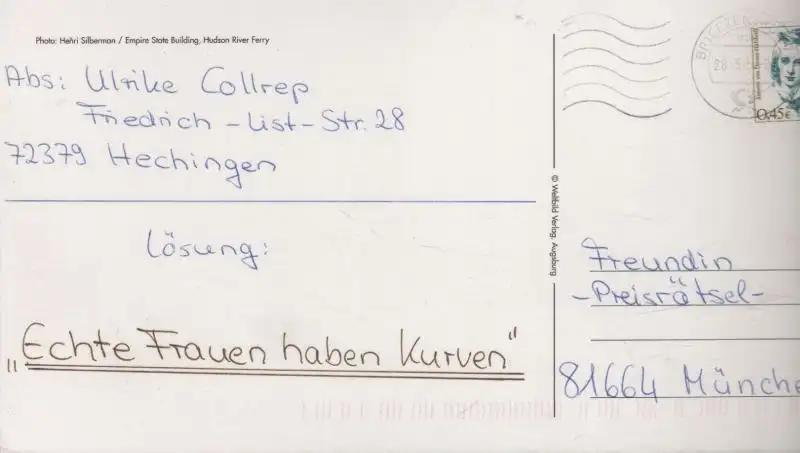 Photo: Henri Silberman / Empire State Building, Hudson River Ferry
Abs: Ulrike Collrep
Friedrich-List-Str. 28
72379 Hechingen
Lösung:
„Echte Frauen haben Kurven"
© Weltbild Verlag, Augsburg
0,45€
Freundin
-Preisrätsel-
81664 Münche